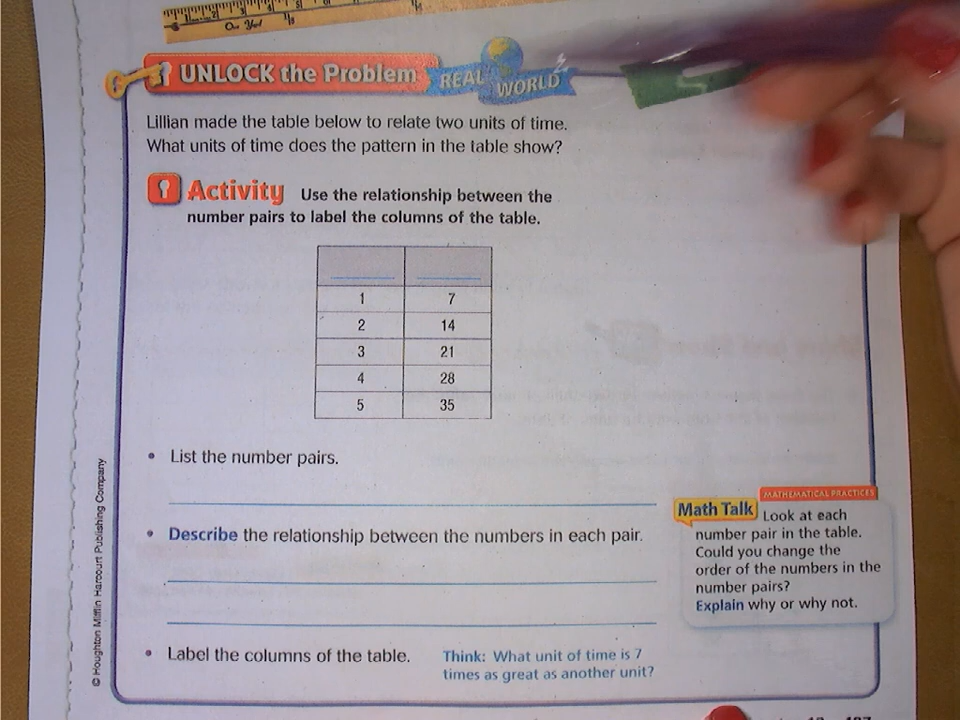 UNLOCK the Problem REAL WORLD
Lillian made the table below to relate two units of time.
What units of time does the pattern in the table show?
Activity Use the relationship between the
number pairs to label the columns of the table.
1 7
2 14
3 21
4 28
5 35
• List the number pairs.
• Describe the relationship between the numbers in each pair.
• Label the columns of the table.
Think: What unit of time is 7
times as great as another unit?
MATHEMATICAL PRACTICES
Math Talk Look at each
number pair in the table.
Could you change the
order of the numbers in the
number pairs?
Explain why or why not.
© Houghton Mifflin Harcourt Publishing Company